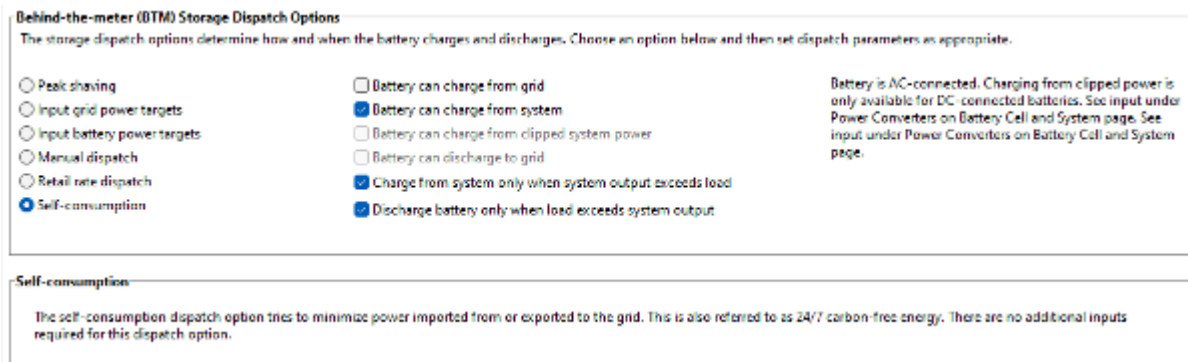 Behind-the-meter (BTM) Storage Dispatch Options
The storage dispatch options determine how and when the battery charges and discharges. Choose an option below and then set dispatch parameters as appropriate.
Peak shaving
Input grid power targets
Input battery power targets
Manual dispatch
Retail rate dispatch
Self-consumption
Battery can charge from grid
Battery can charge from system
Battery can charge from clipped system power
Battery can discharge to grid
Charge from system only when system output exceeds load
Discharge battery only when load exceeds system output
Battery is AC-connected. Charging from clipped power is
only available for DC-connected batteries. See input under
Power Converters on Battery Cell and System page. See
input under Power Converters on Battery Cell and System
page.
Self-consumption
The self-consumption dispatch option tries to minimize power imported from or exported to the grid. This is also referred to as 24/7 carbon-free energy. There are no additional inputs
required for this dispatch option.